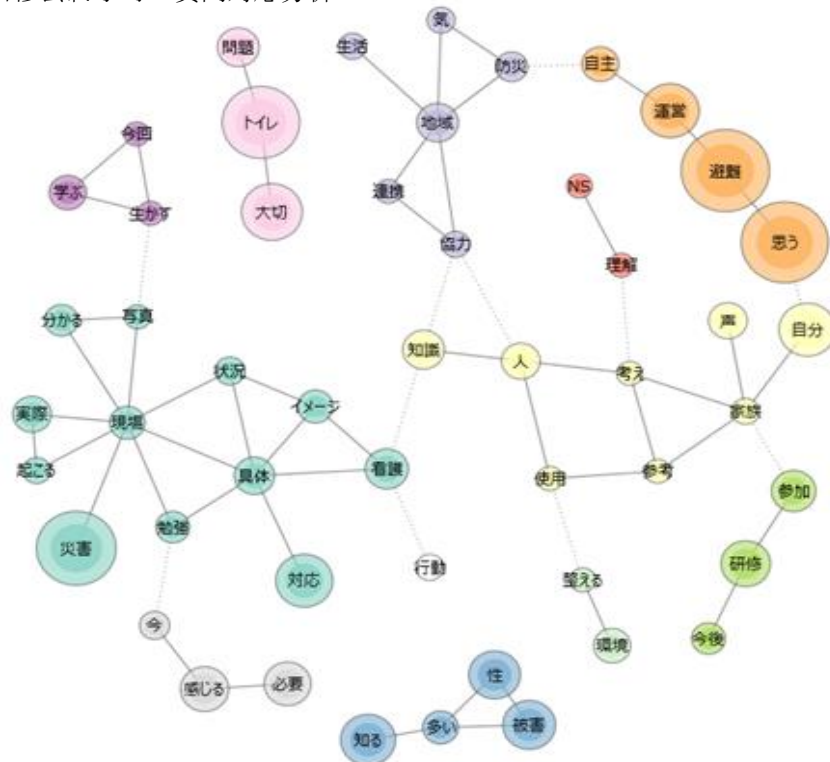 気
生活
問題
防災
自主
運営
トイレ
地域
今回
学ぶ
生かす
大切
連携
避難
NS
協力
思う
理解
分かる
写真
声
自分
知識
人
状況
考え
実際
現場
イメージ
家族
起こる
具体
看護
使用
参考
参加
災害
勉強
対応
行動
整える
研修
今
環境
今後
感じる
必要
性
知る
多い
被害